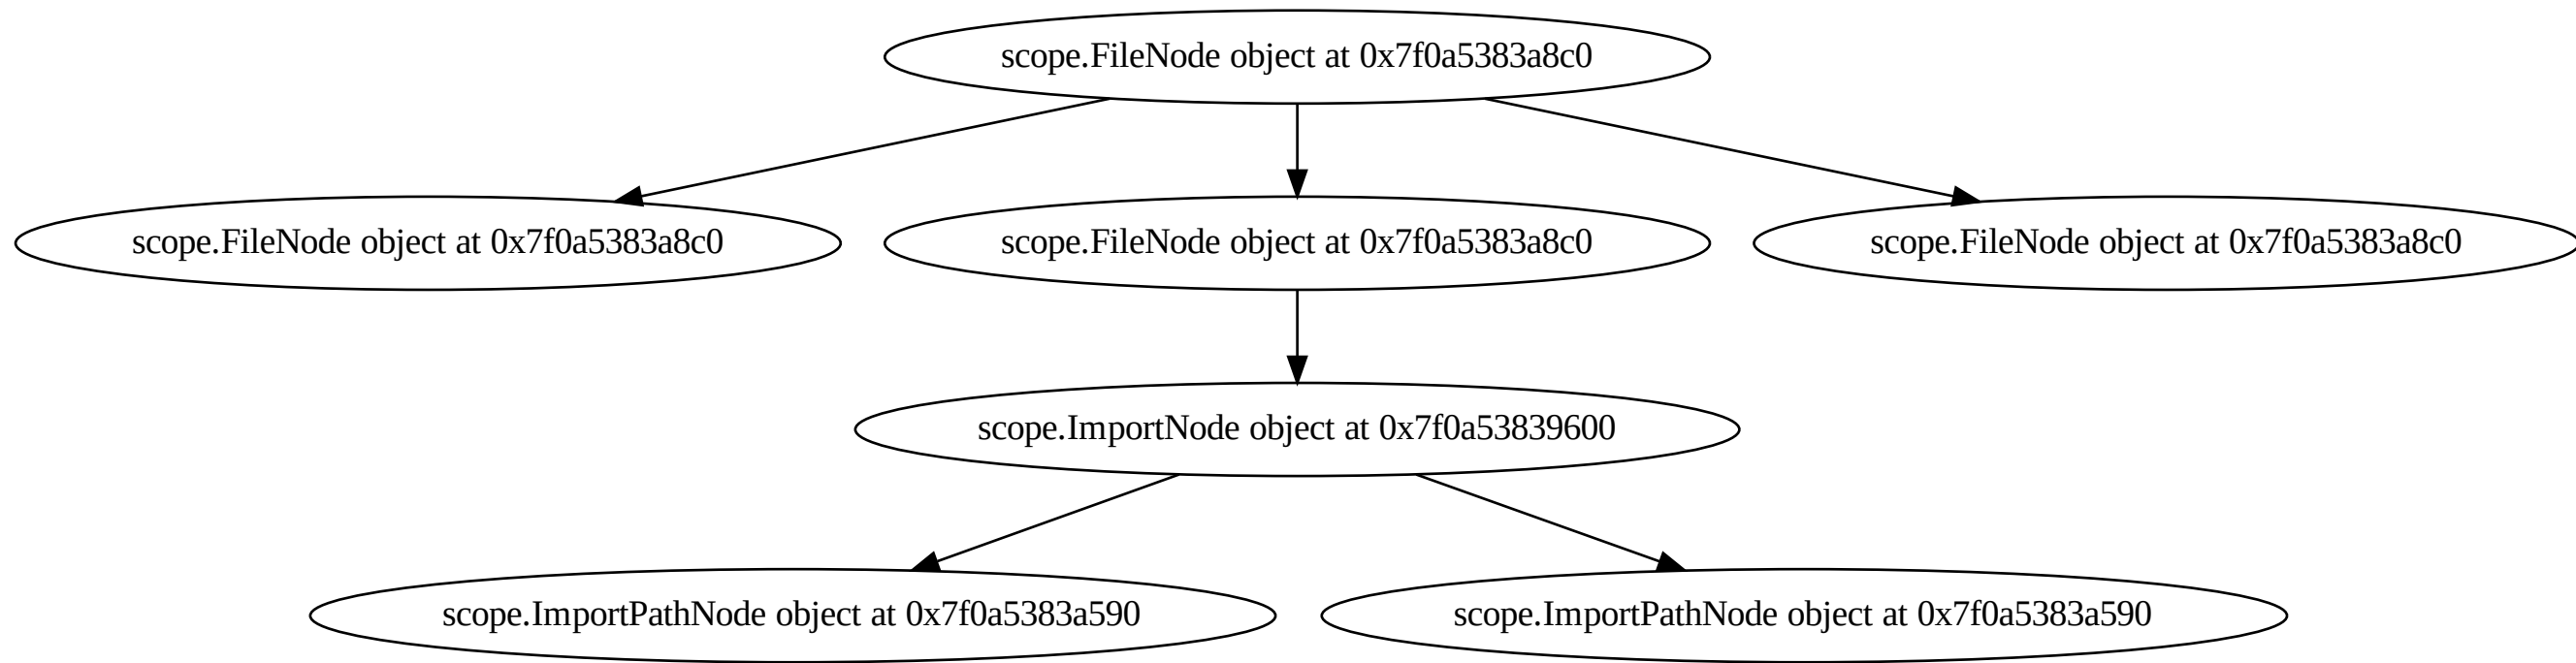 scope.FileNode object at 0x7f0a5383a8c0
scope.FileNode object at 0x7f0a5383a8c0
scope.FileNode object at 0x7f0a5383a8c0
scope.FileNode object at 0x7f0a5383a8c0
scope.ImportNode object at 0x7f0a53839600
scope.ImportPathNode object at 0x7f0a5383a590
scope.ImportPathNode object at 0x7f0a5383a590